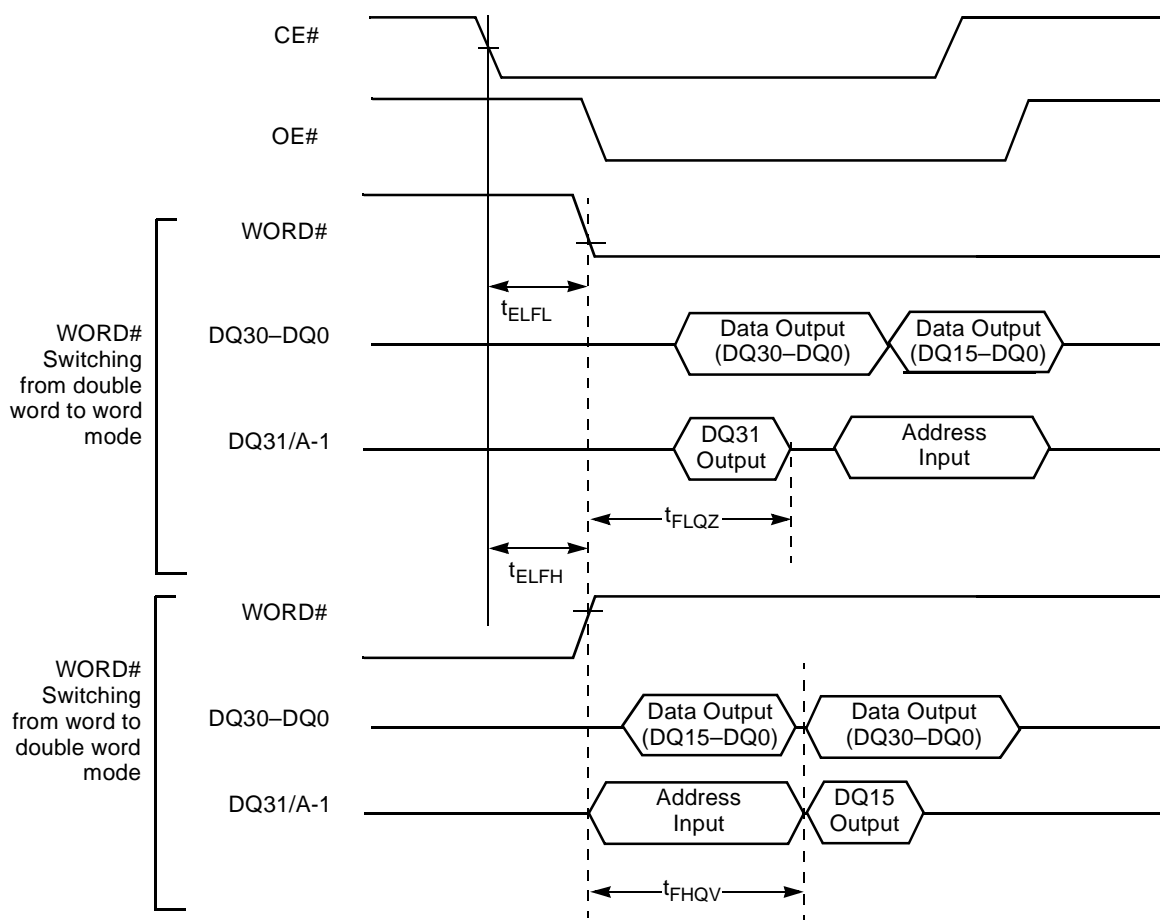 CE#
OE#
WORD#
tELFL
WORD#
Switching
from double
word to word
mode
DQ30–DQ0
Data Output
(DQ30–DQ0)
Data Output
(DQ15–DQ0)
DQ31/A-1
DQ31
Output
Address
Input
tFLQZ
tELFH
WORD#
WORD#
Switching
from word to
double word
mode
DQ30–DQ0
Data Output
(DQ15–DQ0)
Data Output
(DQ30–DQ0)
DQ31/A-1
Address
Input
DQ15
Output
tFHQV